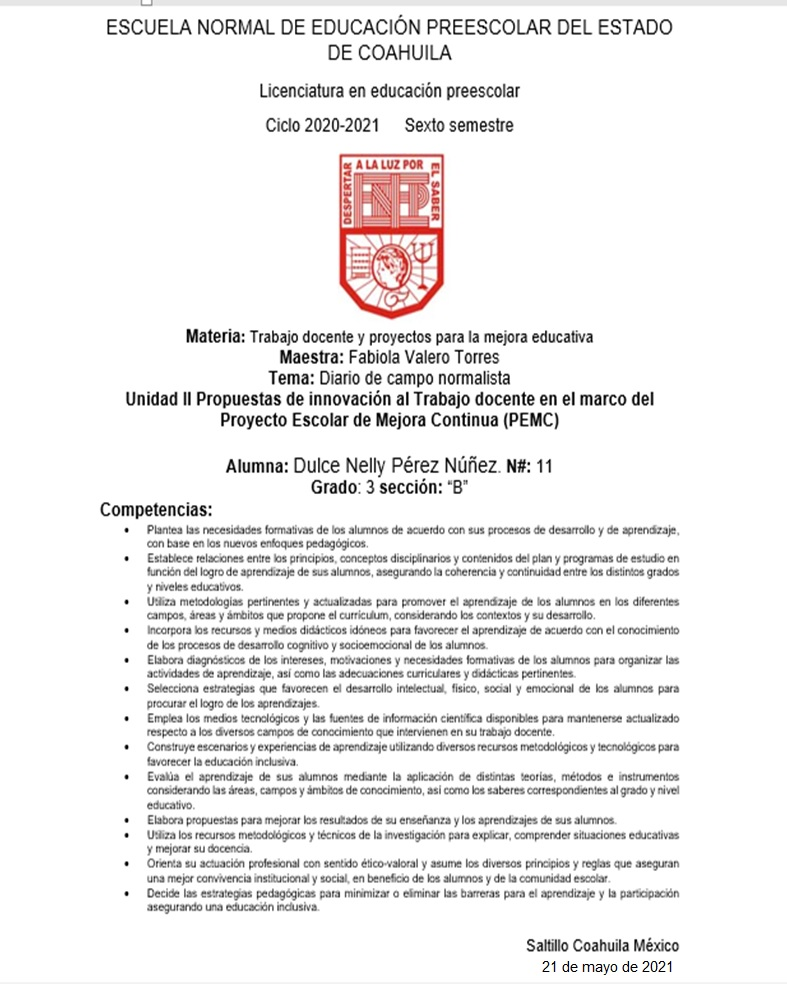 ESCUELA NORMAL DE EDUCACIÓN PREESCOLAR DEL ESTADO
DE COAHUILA
Licenciatura en educación preescolar
Ciclo 2020-2021 Sexto semestre
DESPERTAR A LA LUZ POR EL SABER
ENEP
Materia: Trabajo docente y proyectos para la mejora educativa
Maestra: Fabiola Valero Torres
Tema: Diario de campo normalista
Unidad II Propuestas de innovación al Trabajo docente en el marco del
Proyecto Escolar de Mejora Continua (PEMC)
Alumna: Dulce Nelly Pérez Núñez. N#: 11
Grado: 3 sección: “B”
Competencias:
• Plantea las necesidades formativas de los alumnos de acuerdo con sus procesos de desarrollo y de aprendizaje,
con base en los nuevos enfoques pedagógicos.
• Establece relaciones entre los principios, conceptos disciplinarios y contenidos del plan y programas de estudio en
función del logro de aprendizaje de sus alumnos, asegurando la coherencia y continuidad entre los distintos grados
y niveles educativos.
• Utiliza metodologías pertinentes y actualizadas para promover el aprendizaje de los alumnos en los diferentes
campos, áreas y ámbitos que propone el currículum, considerando los contextos y su desarrollo.
• Incorpora los recursos y medios didácticos idóneos para favorecer el aprendizaje de acuerdo con el conocimiento
de los procesos de desarrollo cognitivo y socioemocional de los alumnos.
• Elabora diagnósticos de los intereses, motivaciones y necesidades formativas de los alumnos para organizar las
actividades de aprendizaje, así como las adecuaciones curriculares y didácticas pertinentes.
• Selecciona estrategias que favorecen el desarrollo intelectual, físico, social y emocional de los alumnos para
procurar el logro de los aprendizajes.
• Emplea los medios tecnológicos y las fuentes de información científica disponibles para mantenerse actualizado
respecto a los diversos campos de conocimiento que intervienen en su trabajo docente.
• Construye escenarios y experiencias de aprendizaje utilizando diversos recursos metodológicos y tecnológicos para
favorecer la educación inclusiva.
• Evalúa el aprendizaje de sus alumnos mediante la aplicación de distintas teorías, métodos e instrumentos
considerando las áreas, campos y ámbitos de conocimiento, así como los saberes correspondientes al grado y nivel
educativo.
• Elabora propuestas para mejorar los resultados de su enseñanza y los aprendizajes de sus alumnos.
• Utiliza los recursos metodológicos y técnicos de la investigación para explicar, comprender situaciones educativas
y mejorar su docencia.
• Orienta su actuación profesional con sentido ético-valoral y asume los diversos principios y reglas que aseguran
una mejor convivencia institucional y social, en beneficio de los alumnos y de la comunidad escolar.
• Decide las estrategias pedagógicas para minimizar o eliminar las barreras para el aprendizaje y la participación
asegurando una educación inclusiva.
Saltillo Coahuila México
21 de mayo de 2021